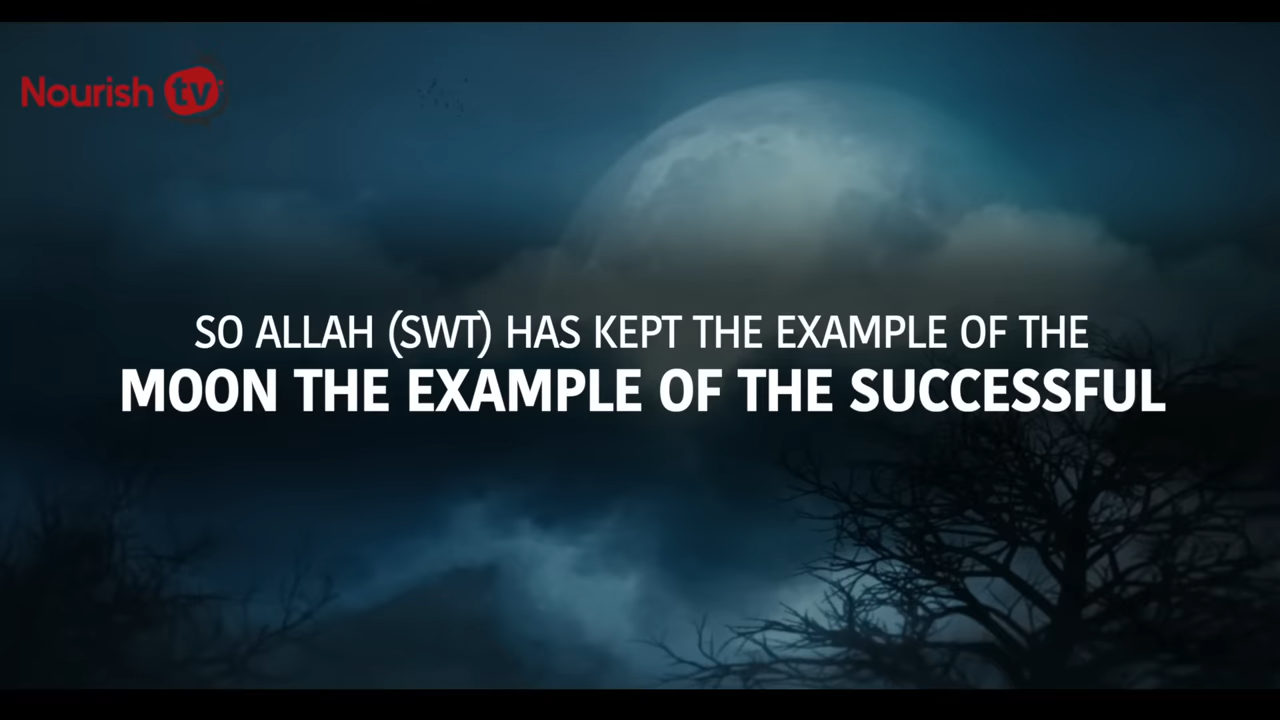 Nourish tv
SO ALLAH (SWT) HAS KEPT THE EXAMPLE OF THE
MOON THE EXAMPLE OF THE SUCCESSFUL